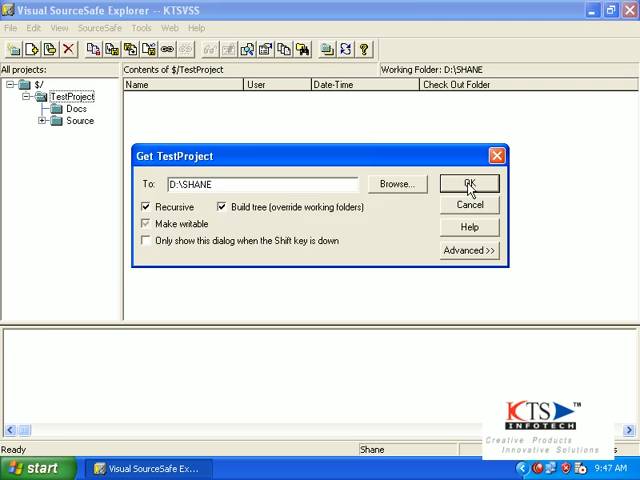 Visual SourceSafe Explorer -- KTSVSS
File Edit View SourceSafe Tools Web Help
All projects: Contents of $/TestProject Working Folder: D:\SHANE
Name User Date-Time Check Out Folder
$/
TestProject
Docs
Source
Get TestProject
To: D:\SHANE Browse... OK
Recursive Build tree (override working folders) Cancel
Make writable Help
Only show this dialog when the Shift key is down
Advanced >>
KTS TM
INFOTECH
Creative Products
Innovative Solutions
Ready Shane
start Visual SourceSafe Ex... 9:47 AM